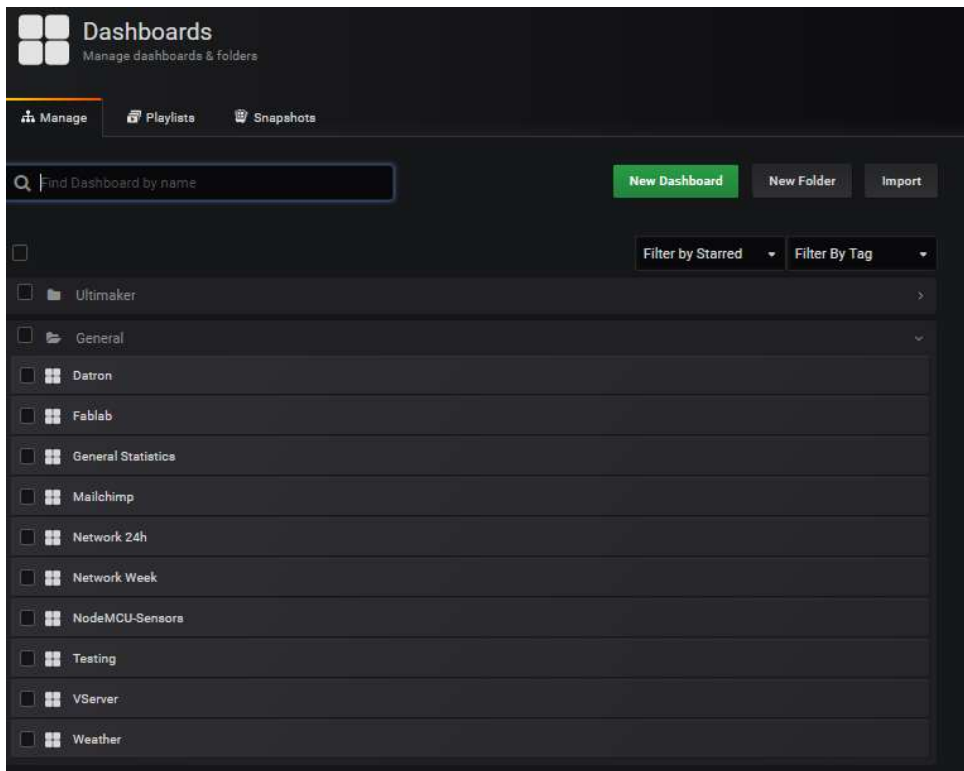 Dashboards
Manage dashboards & folders
Manage Playlists Snapshots
Find Dashboard by name New Dashboard New Folder Import
Filter by Starred Filter By Tag
Ultimaker
General
Datron
Fablab
General Statistics
Mailchimp
Network 24h
Network Week
NodeMCU-Sensors
Testing
VServer
Weather